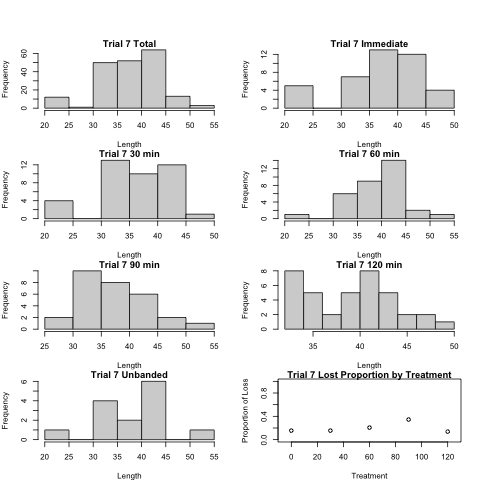 Trial 7 Total
Frequency
0 20 40 60
20 25 30 35 40 45 50 55
Length
Trial 7 Immediate
Frequency
0 4 8 12
20 25 30 35 40 45 50
Length
Trial 7 30 min
Frequency
0 4 8 12
20 25 30 35 40 45 50
Length
Trial 7 60 min
Frequency
0 4 8 12
20 25 30 35 40 45 50 55
Length
Trial 7 90 min
Frequency
0 2 4 6 8
25 30 35 40 45 50 55
Length
Trial 7 120 min
Frequency
0 2 4 6 8
35 40 45 50
Length
Trial 7 Unbanded
Frequency
0 2 4 6
20 25 30 35 40 45 50 55
Length
Trial 7 Lost Proportion by Treatment
Proportion of Loss
0.0 0.4 0.8
0 20 40 60 80 100 120
Treatment